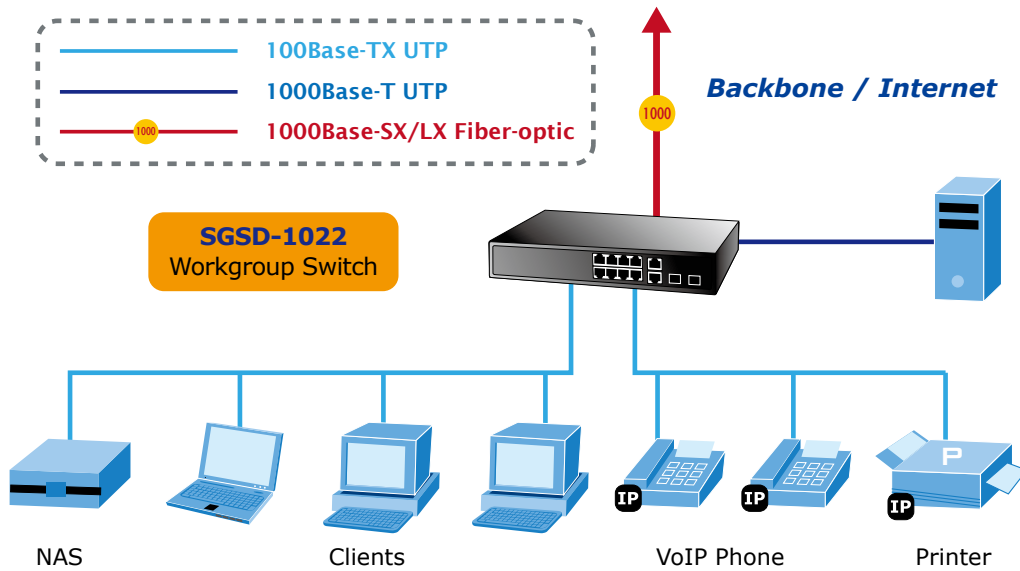 100Base-TX UTP
1000Base-T UTP
1000
1000Base-SX/LX Fiber-optic
1000
Backbone / Internet
SGSD-1022
Workgroup Switch
P
IP
IP
IP
NAS
Clients
VoIP Phone
Printer